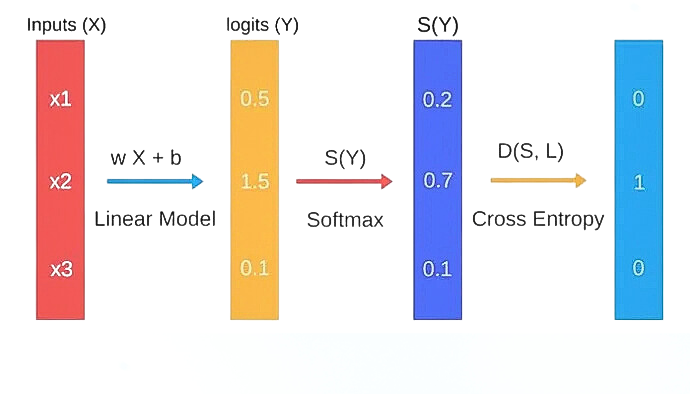 Inputs (X)
logits (Y)
S(Y)
x1
0.5
0.2
0
w X + b
S(Y)
D(S, L)
x2
1.5
0.7
1
Linear Model
Softmax
Cross Entropy
x3
0.1
0.1
0